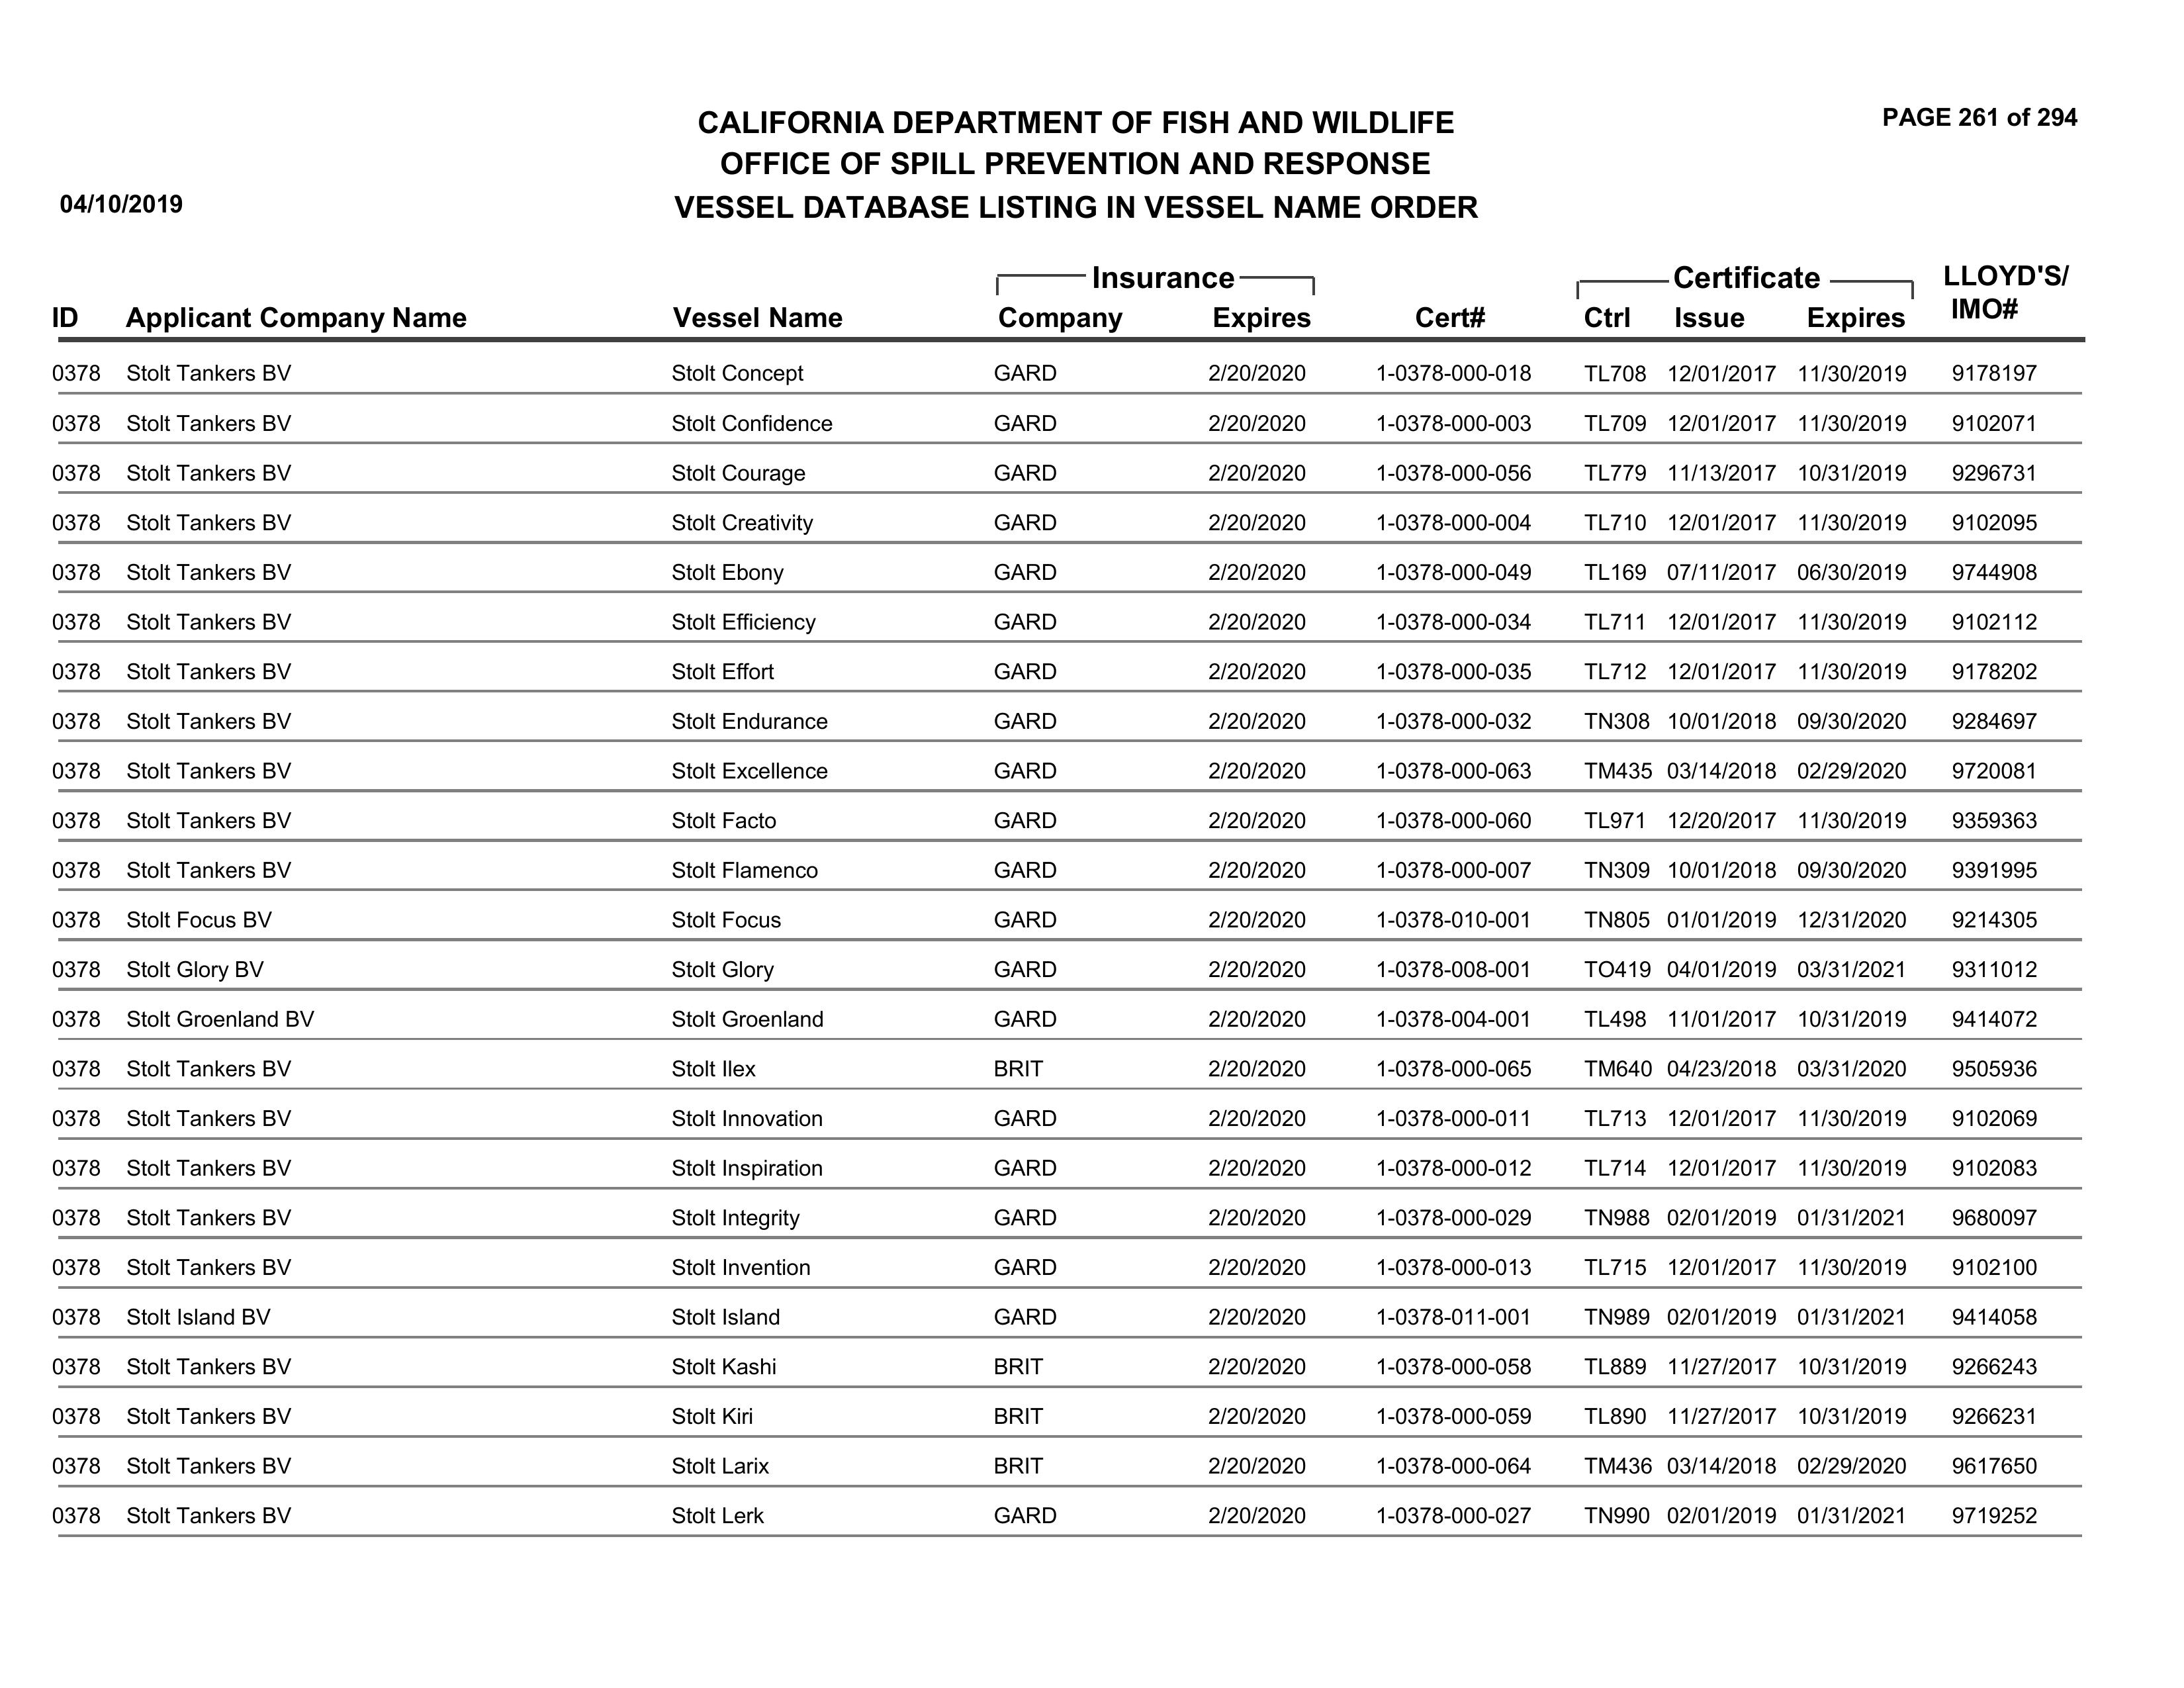 CALIFORNIA DEPARTMENT OF FISH AND WILDLIFE
PAGE 261 of 294
OFFICE OF SPILL PREVENTION AND RESPONSE
04/10/2019
VESSEL DATABASE LISTING IN VESSEL NAME ORDER
Insurance Certificate LLOYD'S/
ID Applicant Company Name Vessel Name Company Expires Cert# Ctrl Issue Expires IMO#
0378 Stolt Tankers BV Stolt Concept GARD 2/20/2020 1-0378-000-018 TL708 12/01/2017 11/30/2019 9178197
0378 Stolt Tankers BV Stolt Confidence GARD 2/20/2020 1-0378-000-003 TL709 12/01/2017 11/30/2019 9102071
0378 Stolt Tankers BV Stolt Courage GARD 2/20/2020 1-0378-000-056 TL779 11/13/2017 10/31/2019 9296731
0378 Stolt Tankers BV Stolt Creativity GARD 2/20/2020 1-0378-000-004 TL710 12/01/2017 11/30/2019 9102095
0378 Stolt Tankers BV Stolt Ebony GARD 2/20/2020 1-0378-000-049 TL169 07/11/2017 06/30/2019 9744908
0378 Stolt Tankers BV Stolt Efficiency GARD 2/20/2020 1-0378-000-034 TL711 12/01/2017 11/30/2019 9102112
0378 Stolt Tankers BV Stolt Effort GARD 2/20/2020 1-0378-000-035 TL712 12/01/2017 11/30/2019 9178202
0378 Stolt Tankers BV Stolt Endurance GARD 2/20/2020 1-0378-000-032 TN308 10/01/2018 09/30/2020 9284697
0378 Stolt Tankers BV Stolt Excellence GARD 2/20/2020 1-0378-000-063 TM435 03/14/2018 02/29/2020 9720081
0378 Stolt Tankers BV Stolt Facto GARD 2/20/2020 1-0378-000-060 TL971 12/20/2017 11/30/2019 9359363
0378 Stolt Tankers BV Stolt Flamenco GARD 2/20/2020 1-0378-000-007 TN309 10/01/2018 09/30/2020 9391995
0378 Stolt Focus BV Stolt Focus GARD 2/20/2020 1-0378-010-001 TN805 01/01/2019 12/31/2020 9214305
0378 Stolt Glory BV Stolt Glory GARD 2/20/2020 1-0378-008-001 TO419 04/01/2019 03/31/2021 9311012
0378 Stolt Groenland BV Stolt Groenland GARD 2/20/2020 1-0378-004-001 TL498 11/01/2017 10/31/2019 9414072
0378 Stolt Tankers BV Stolt Ilex BRIT 2/20/2020 1-0378-000-065 TM640 04/23/2018 03/31/2020 9505936
0378 Stolt Tankers BV Stolt Innovation GARD 2/20/2020 1-0378-000-011 TL713 12/01/2017 11/30/2019 9102069
0378 Stolt Tankers BV Stolt Inspiration GARD 2/20/2020 1-0378-000-012 TL714 12/01/2017 11/30/2019 9102083
0378 Stolt Tankers BV Stolt Integrity GARD 2/20/2020 1-0378-000-029 TN988 02/01/2019 01/31/2021 9680097
0378 Stolt Tankers BV Stolt Invention GARD 2/20/2020 1-0378-000-013 TL715 12/01/2017 11/30/2019 9102100
0378 Stolt Island BV Stolt Island GARD 2/20/2020 1-0378-011-001 TN989 02/01/2019 01/31/2021 9414058
0378 Stolt Tankers BV Stolt Kashi BRIT 2/20/2020 1-0378-000-058 TL889 11/27/2017 10/31/2019 9266243
0378 Stolt Tankers BV Stolt Kiri BRIT 2/20/2020 1-0378-000-059 TL890 11/27/2017 10/31/2019 9266231
0378 Stolt Tankers BV Stolt Larix BRIT 2/20/2020 1-0378-000-064 TM436 03/14/2018 02/29/2020 9617650
0378 Stolt Tankers BV Stolt Lerk GARD 2/20/2020 1-0378-000-027 TN990 02/01/2019 01/31/2021 9719252